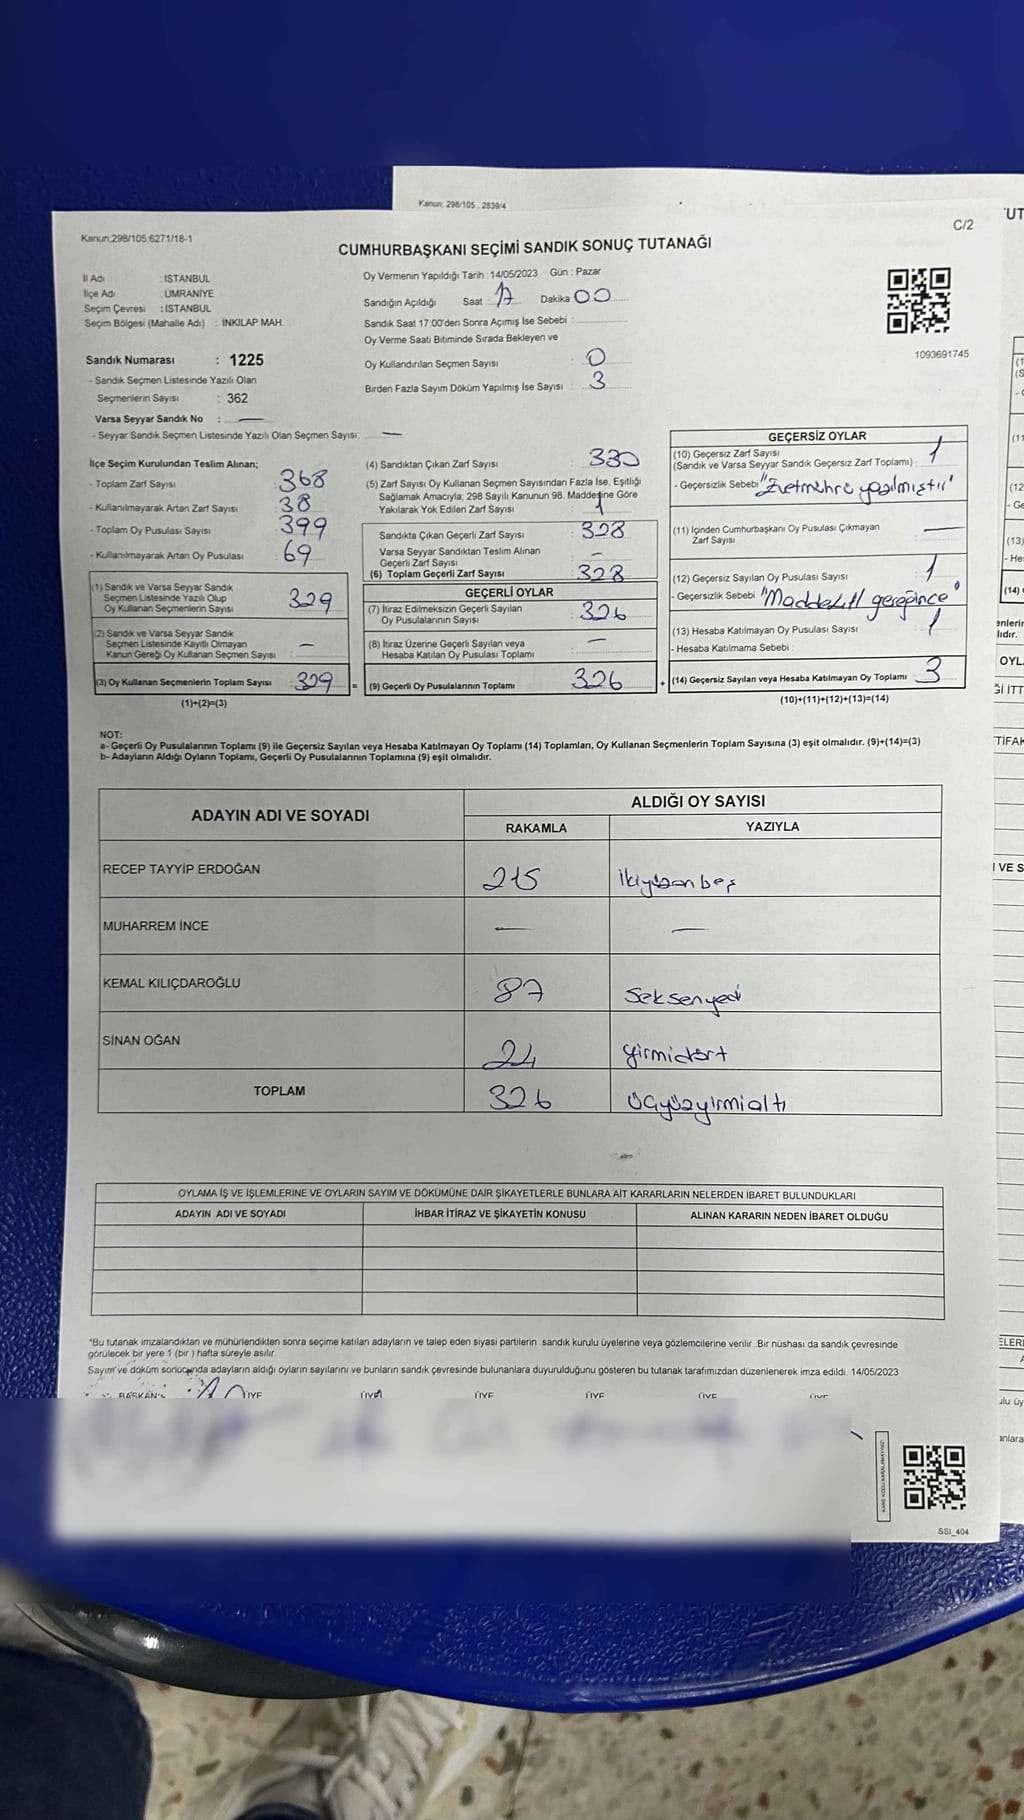 Kanun; 298/105 . 2839/4
Kanun,298/105.6271/18-1
C/2
CUMHURBAŞKANI SEÇİMİ SANDIK SONUÇ TUTANAĞI
İl Adı : İSTANBUL
İlçe Adı : ÜMRANİYE
Seçim Çevresi : İSTANBUL
Seçim Bölgesi (Mahalle Adı) : İNKILAP MAH.
Oy Vermenin Yapıldığı Tarih : 14/05/2023 Gün : Pazar
Sandığın Açıldığı Saat : 17 Dakika 00
Sandık Saat 17:00'den Sonra Açımış İse Sebebi :
Oy Verme Saati Bitiminde Sırada Bekleyen ve
Oy Kullandırılan Seçmen Sayısı : 0
Birden Fazla Sayım Döküm Yapılmış İse Sayısı : 3
1093691745
Sandık Numarası : 1225
- Sandık Seçmen Listesinde Yazılı Olan
Seçmenlerin Sayısı : 362
Varsa Seyyar Sandık No : —
- Seyyar Sandık Seçmen Listesinde Yazılı Olan Seçmen Sayısı: —
İlçe Seçim Kurulundan Teslim Alınan;
- Toplam Zarf Sayısı : 368
- Kullanılmayarak Artan Zarf Sayısı : 38
- Toplam Oy Pusulası Sayısı : 399
- Kullanılmayarak Artan Oy Pusulası : 69
(1) Sandık ve Varsa Seyyar Sandık
Seçmen Listesinde Yazılı Olup
Oy Kullanan Seçmenlerin Sayısı : 329
(2) Sandık ve Varsa Seyyar Sandık
Seçmen Listesinde Kayıtlı Olmayan
Kanun Gereği Oy Kullanan Seçmen Sayısı : —
(3) Oy Kullanan Seçmenlerin Toplam Sayısı : 329
(1)+(2)=(3)
(4) Sandıktan Çıkan Zarf Sayısı : 330
(5) Zarf Sayısı Oy Kullanan Seçmen Sayısından Fazla İse, Eşitliği
Sağlamak Amacıyla; 298 Sayılı Kanunun 98. Maddesine Göre
Yakılarak Yok Edilen Zarf Sayısı : 1
Sandıkta Çıkan Geçerli Zarf Sayısı : 328
Varsa Seyyar Sandıktan Teslim Alınan
Geçerli Zarf Sayısı : —
(6) Toplam Geçerli Zarf Sayısı : 328
GEÇERLİ OYLAR
(7) İtiraz Edilmeksizin Geçerli Sayılan
Oy Pusulalarının Sayısı : 326
(8) İtiraz Üzerine Geçerli Sayılan veya
Hesaba Katılan Oy Pusulası Toplamı : —
(9) Geçerli Oy Pusulalarının Toplamı : 326
GEÇERSİZ OYLAR
(10) Geçersiz Zarf Sayısı
(Sandık ve Varsa Seyyar Sandık Geçersiz Zarf Toplamı) : 1
- Geçersizlik Sebebi yazılmıştır"
(11) İçinden Cumhurbaşkanı Oy Pusulası Çıkmayan
Zarf Sayısı : —
(12) Geçersiz Sayılan Oy Pusulası Sayısı : 1
- Geçersizlik Sebebi gereğince"
(13) Hesaba Katılmayan Oy Pusulası Sayısı : 1
- Hesaba Katılmama Sebebi :
(14) Geçersiz Sayılan veya Hesaba Katılmayan Oy Toplamı : 3
(10)+(11)+(12)+(13)=(14)
NOT:
a- Geçerli Oy Pusulalarının Toplamı (9) ile Geçersiz Sayılan veya Hesaba Katılmayan Oy Toplamı (14) Toplamları, Oy Kullanan Seçmenlerin Toplam Sayısına (3) eşit olmalıdır. (9)+(14)=(3)
b- Adayların Aldığı Oyların Toplamı, Geçerli Oy Pusulalarının Toplamına (9) eşit olmalıdır.
ADAYIN ADI VE SOYADI
ALDIĞI OY SAYISI
RAKAMLA YAZIYLA
RECEP TAYYİP ERDOĞAN 215 ikiyüzonbeş
MUHARREM İNCE — —
KEMAL KILIÇDAROĞLU 87 Seksenyedi
SİNAN OĞAN 24 yirmidört
TOPLAM 326 üçyüzyirmialtı
OYLAMA İŞ VE İŞLEMLERİNE VE OYLARIN SAYIM VE DÖKÜMÜNE DAİR ŞİKAYETLERLE BUNLARA AİT KARARLARIN NELERDEN İBARET BULUNDUKLARI
ADAYIN ADI VE SOYADI İHBAR İTİRAZ VE ŞİKAYETİN KONUSU ALINAN KARARIN NEDEN İBARET OLDUĞU
*Bu tutanak imzalandıktan ve mühürlendikten sonra seçime katılan adayların ve talep eden siyasi partilerin sandık kurulu üyelerine veya gözlemcilerine verilir. Bir nüshası da sandık çevresinde
görülecek bir yere 1 (bir ) hafta süreyle asılır.
Sayım ve döküm sonucunda adayların aldığı oyların sayılarını ve bunların sandık çevresinde bulunanlara duyurulduğunu gösteren bu tutanak tarafımızdan düzenlenerek imza edildi. 14/05/2023
BAŞKAN ÜYE ÜYE ÜYE ÜYE ÜYE ÜYE
SSI_404